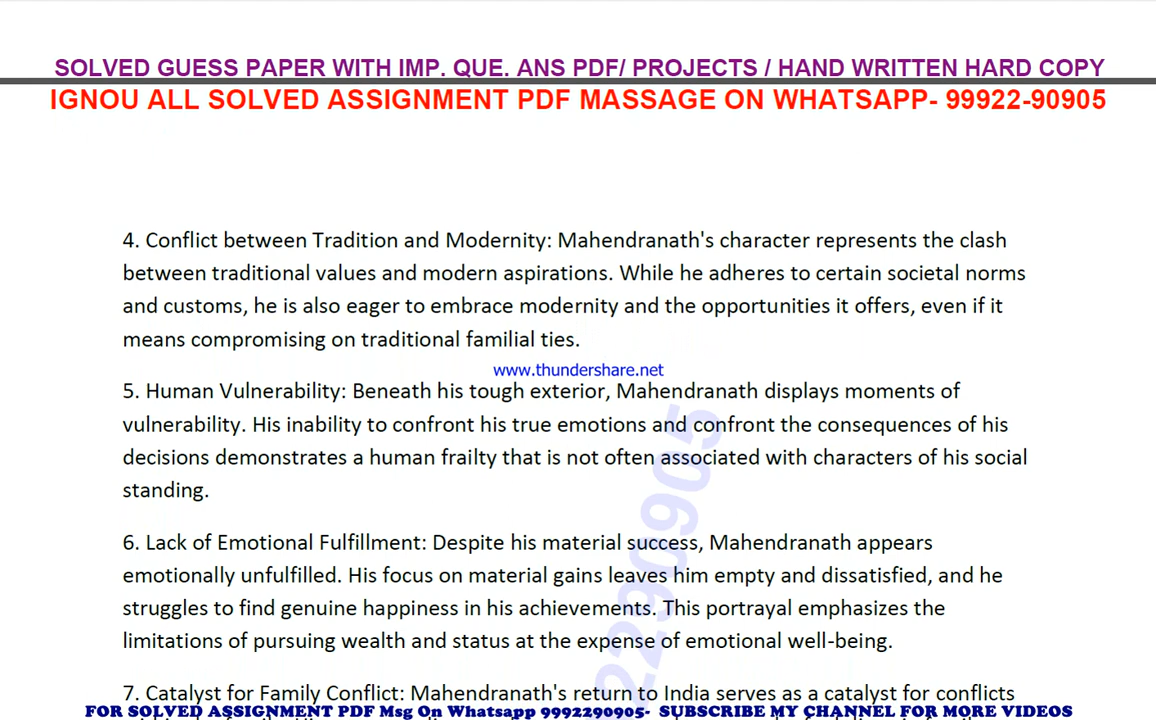 SOLVED GUESS PAPER WITH IMP. QUE. ANS PDF/ PROJECTS / HAND WRITTEN HARD COPY
IGNOU ALL SOLVED ASSIGNMENT PDF MASSAGE ON WHATSAPP- 99922-90905
4. Conflict between Tradition and Modernity: Mahendranath's character represents the clash
between traditional values and modern aspirations. While he adheres to certain societal norms
and customs, he is also eager to embrace modernity and the opportunities it offers, even if it
means compromising on traditional familial ties.
www.thundershare.net
5. Human Vulnerability: Beneath his tough exterior, Mahendranath displays moments of
vulnerability. His inability to confront his true emotions and confront the consequences of his
decisions demonstrates a human frailty that is not often associated with characters of his social
standing.
6. Lack of Emotional Fulfillment: Despite his material success, Mahendranath appears
emotionally unfulfilled. His focus on material gains leaves him empty and dissatisfied, and he
struggles to find genuine happiness in his achievements. This portrayal emphasizes the
limitations of pursuing wealth and status at the expense of emotional well-being.
2290905
7. Catalyst for Family Conflict: Mahendranath's return to India serves as a catalyst for conflicts
FOR SOLVED ASSIGNMENT PDF Msg On Whatsapp 9992290905- SUBSCRIBE MY CHANNEL FOR MORE VIDEOS